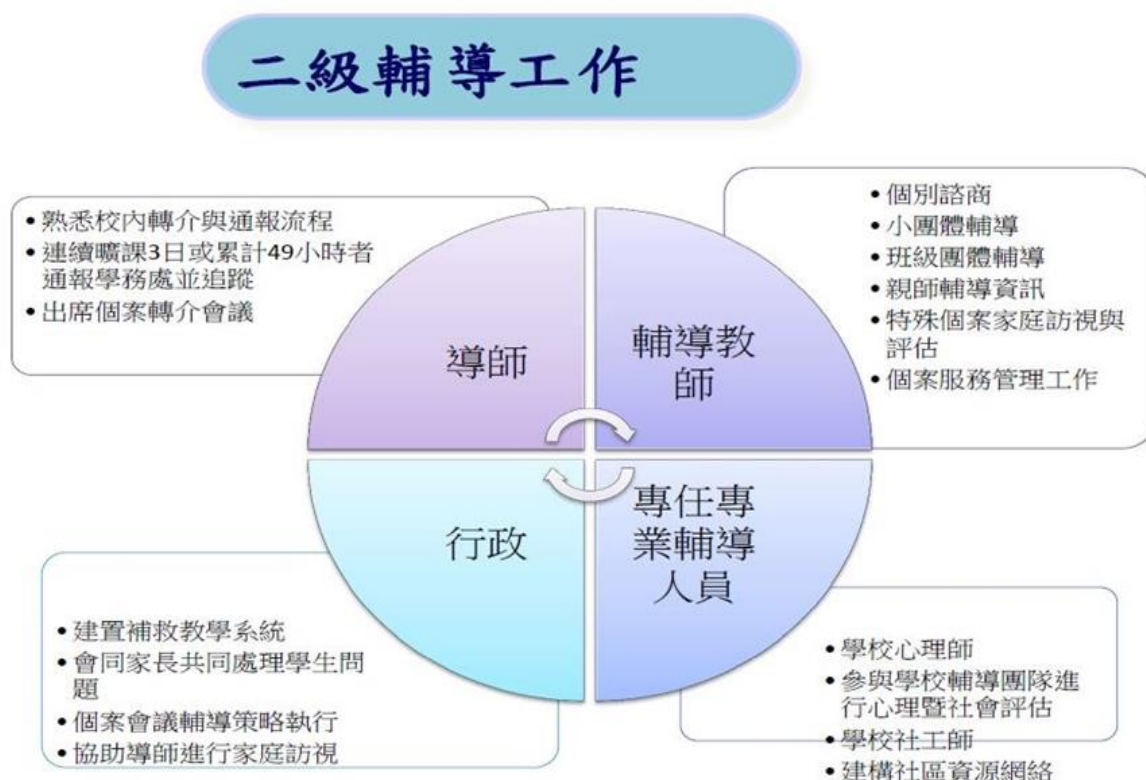 二級輔導工作
• 熟悉校內轉介與通報流程
• 連續曠課3日或累計49小時者
通報學務處並追蹤
• 出席個案轉介會議
導師
• 個別諮商
• 小團體輔導
• 班級團體輔導
• 親師輔導資訊
• 特殊個案家庭訪視與
評估
• 個案服務管理工作
輔導教
師
行政
• 建置補救教學系統
• 會同家長共同處理學生問
題
• 個案會議輔導策略執行
• 協助導師進行家庭訪視
專任專
業輔導
人員
• 學校心理師
• 參與學校輔導團隊進
行心理暨社會評估
• 學校社工師
• 建構社區資源網絡